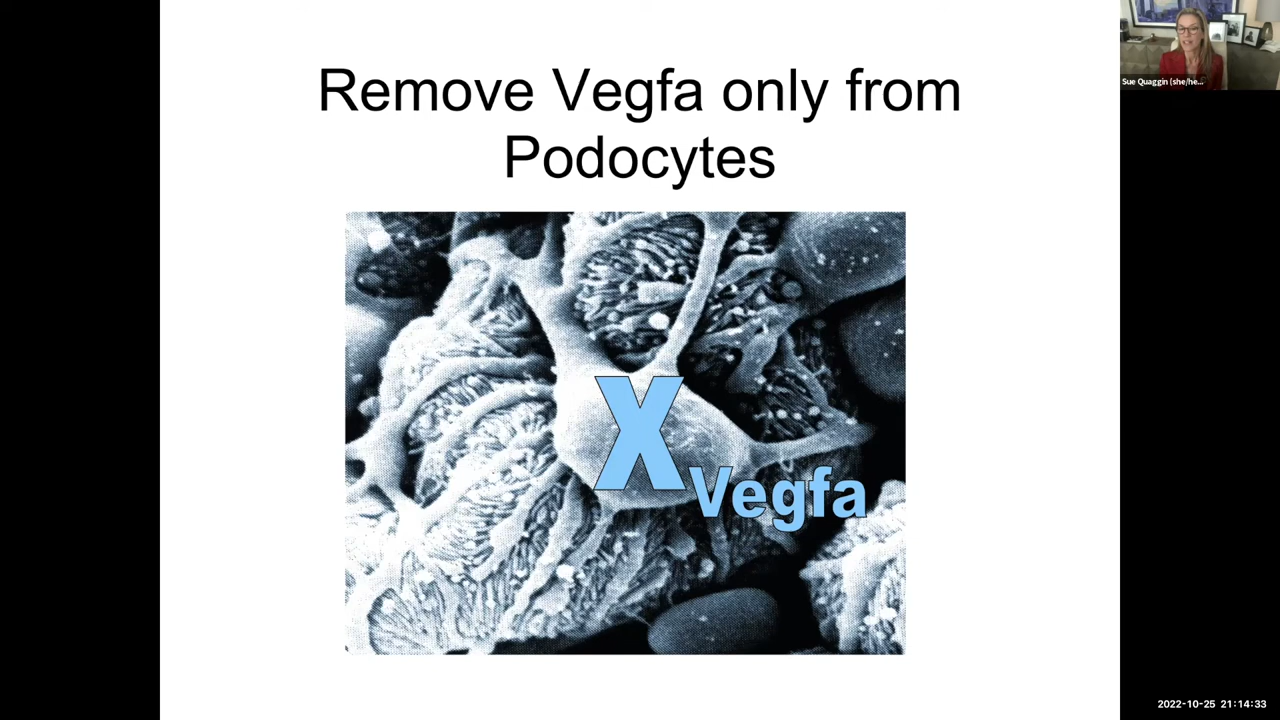 Remove Vegfa only from
Podocytes
X
Vegfa
Sue Quaggin (she/he...
2022-10-25 21:14:33